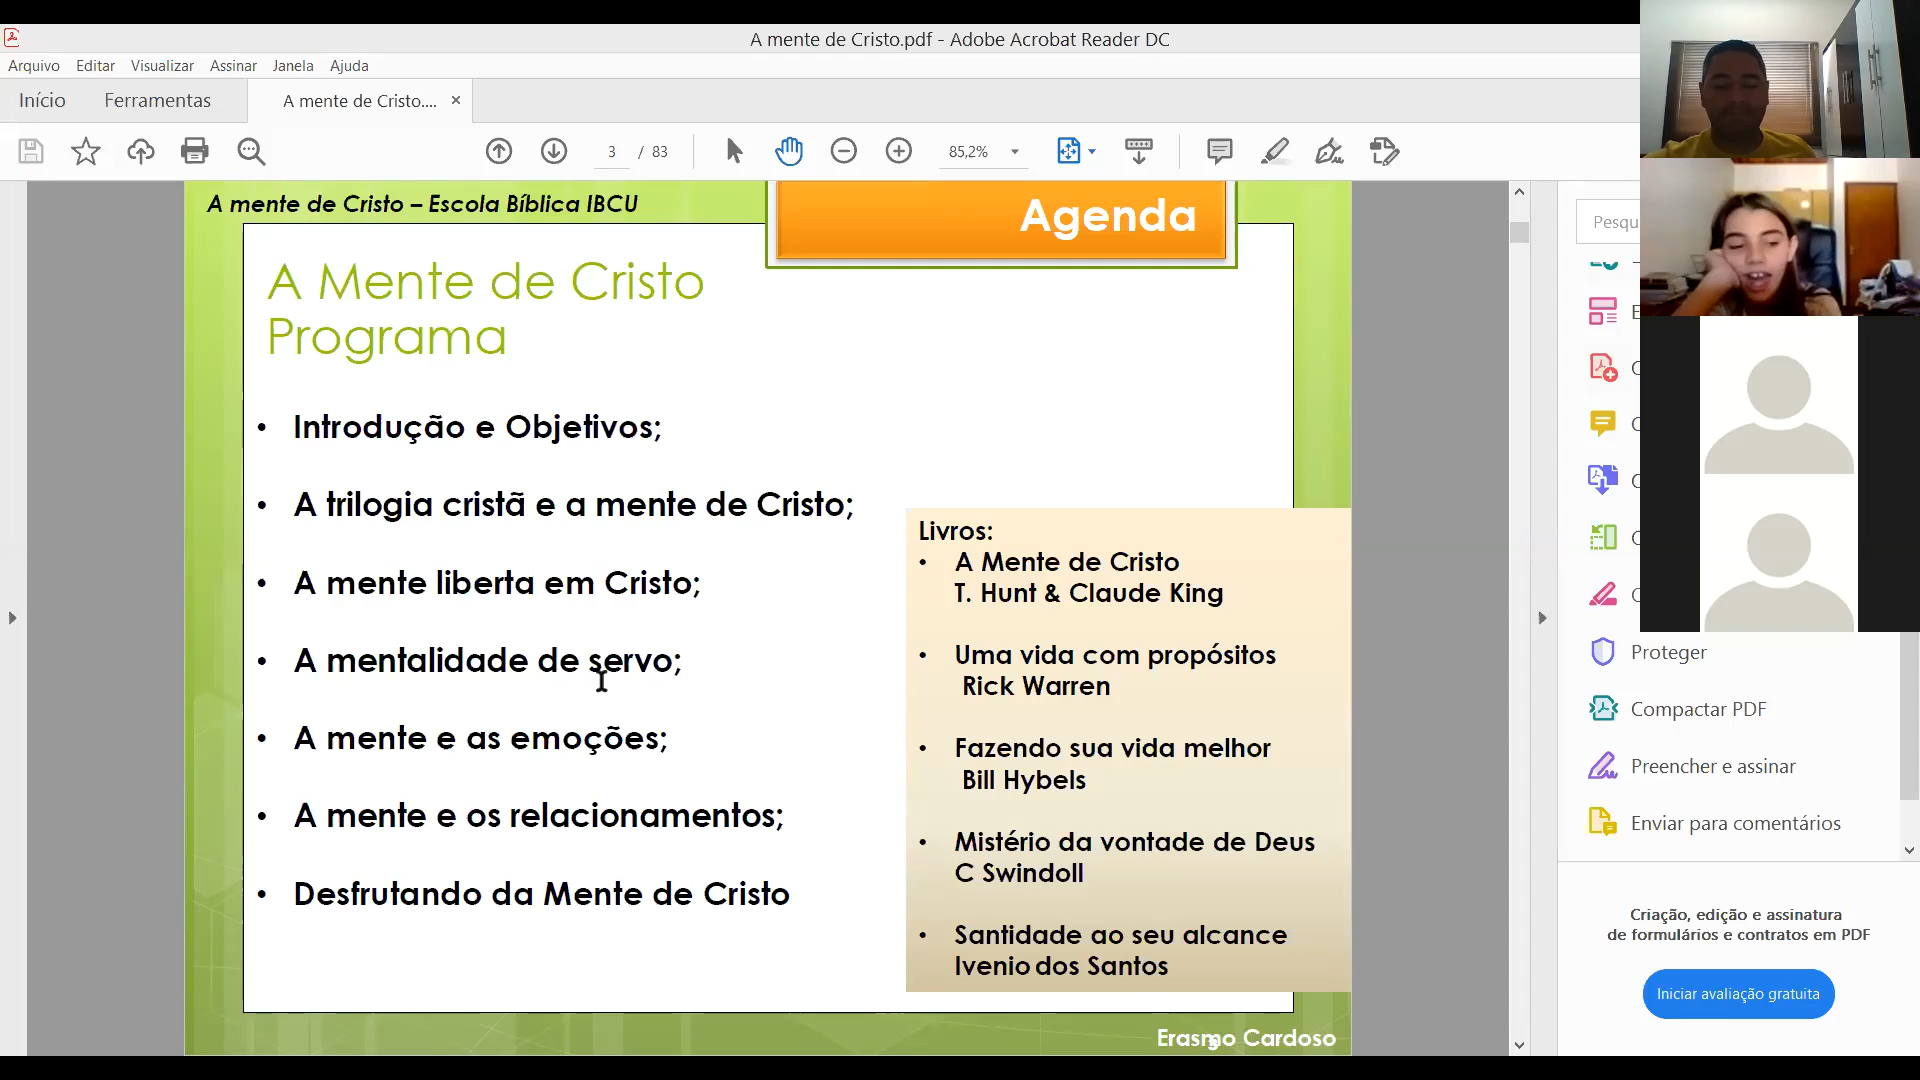 A mente de Cristo.pdf - Adobe Acrobat Reader DC
Arquivo Editar Visualizar Assinar Janela Ajuda
Início Ferramentas A mente de Cristo.... ×
3 / 83 85,2%
A mente de Cristo – Escola Bíblica IBCU
Agenda
A Mente de Cristo
Programa
• Introdução e Objetivos;
• A trilogia cristã e a mente de Cristo;
• A mente liberta em Cristo;
• A mentalidade de servo;
• A mente e as emoções;
• A mente e os relacionamentos;
• Desfrutando da Mente de Cristo
Livros:
• A Mente de Cristo
T. Hunt & Claude King
• Uma vida com propósitos
Rick Warren
• Fazendo sua vida melhor
Bill Hybels
• Mistério da vontade de Deus
C Swindoll
• Santidade ao seu alcance
Ivenio dos Santos
Erasmo Cardoso
Pesqu
Proteger
Compactar PDF
Preencher e assinar
Enviar para comentários
Criação, edição e assinatura
de formulários e contratos em PDF
Iniciar avaliação gratuita